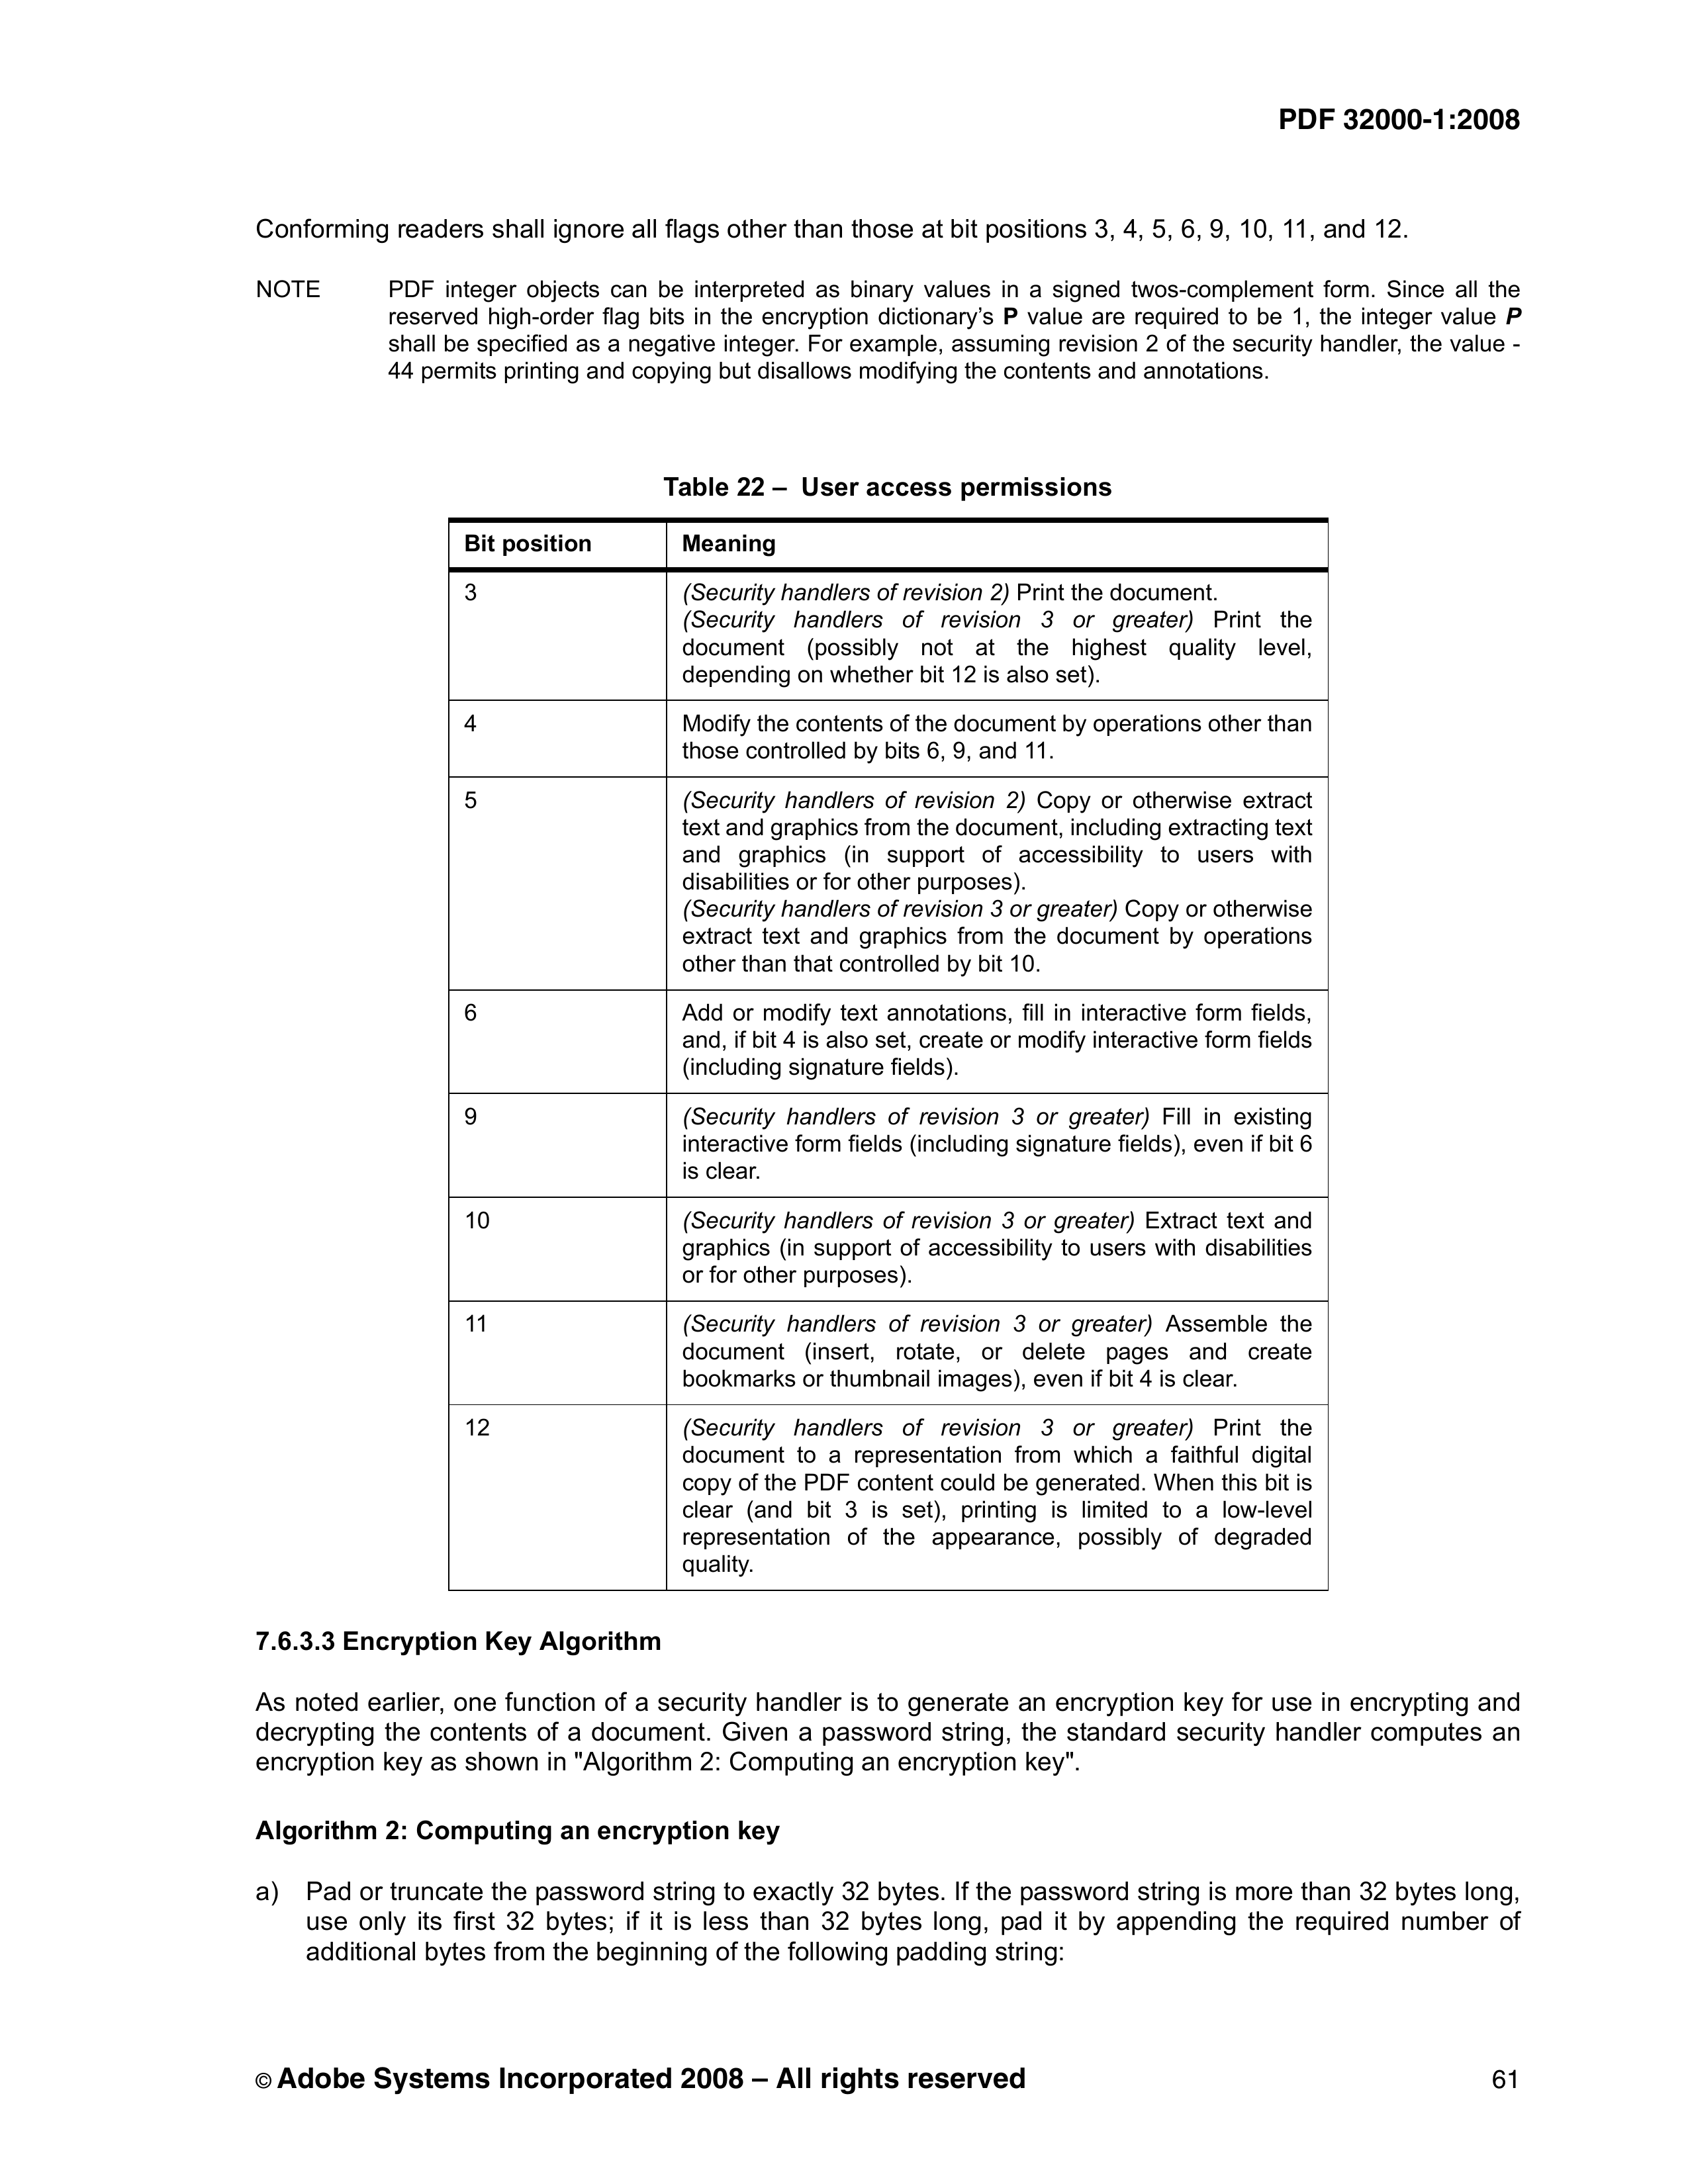 PDF 32000-1:2008
Conforming readers shall ignore all flags other than those at bit positions 3, 4, 5, 6, 9, 10, 11, and 12.
NOTE PDF integer objects can be interpreted as binary values in a signed twos-complement form. Since all the
reserved high-order flag bits in the encryption dictionary’s P value are required to be 1, the integer value P
shall be specified as a negative integer. For example, assuming revision 2 of the security handler, the value -
44 permits printing and copying but disallows modifying the contents and annotations.
Table 22 – User access permissions
Bit position Meaning
3 (Security handlers of revision 2) Print the document.
(Security handlers of revision 3 or greater) Print the
document (possibly not at the highest quality level,
depending on whether bit 12 is also set).
4 Modify the contents of the document by operations other than
those controlled by bits 6, 9, and 11.
5 (Security handlers of revision 2) Copy or otherwise extract
text and graphics from the document, including extracting text
and graphics (in support of accessibility to users with
disabilities or for other purposes).
(Security handlers of revision 3 or greater) Copy or otherwise
extract text and graphics from the document by operations
other than that controlled by bit 10.
6 Add or modify text annotations, fill in interactive form fields,
and, if bit 4 is also set, create or modify interactive form fields
(including signature fields).
9 (Security handlers of revision 3 or greater) Fill in existing
interactive form fields (including signature fields), even if bit 6
is clear.
10 (Security handlers of revision 3 or greater) Extract text and
graphics (in support of accessibility to users with disabilities
or for other purposes).
11 (Security handlers of revision 3 or greater) Assemble the
document (insert, rotate, or delete pages and create
bookmarks or thumbnail images), even if bit 4 is clear.
12 (Security handlers of revision 3 or greater) Print the
document to a representation from which a faithful digital
copy of the PDF content could be generated. When this bit is
clear (and bit 3 is set), printing is limited to a low-level
representation of the appearance, possibly of degraded
quality.
7.6.3.3 Encryption Key Algorithm
As noted earlier, one function of a security handler is to generate an encryption key for use in encrypting and
decrypting the contents of a document. Given a password string, the standard security handler computes an
encryption key as shown in "Algorithm 2: Computing an encryption key".
Algorithm 2: Computing an encryption key
a) Pad or truncate the password string to exactly 32 bytes. If the password string is more than 32 bytes long,
use only its first 32 bytes; if it is less than 32 bytes long, pad it by appending the required number of
additional bytes from the beginning of the following padding string:
© Adobe Systems Incorporated 2008 – All rights reserved 61